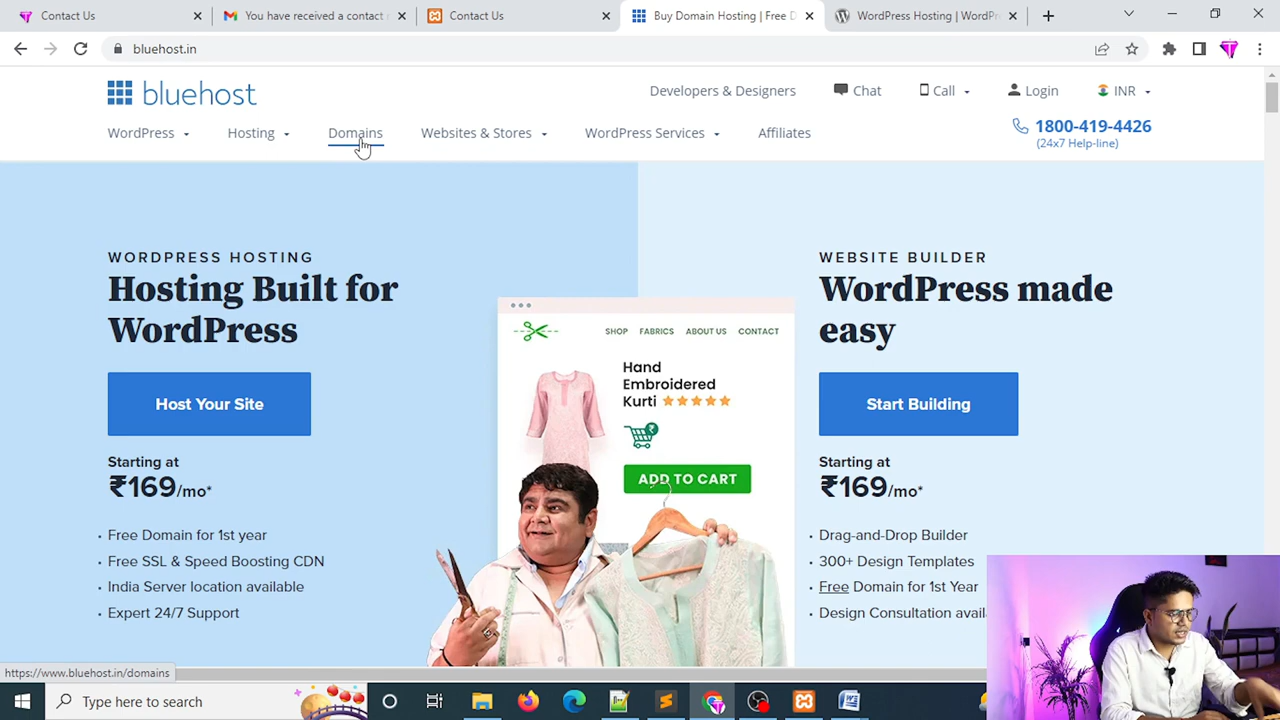 Contact Us
You have received a contact
Contact Us
Buy Domain Hosting | Free D
WordPress Hosting | WordPr
bluehost.in
bluehost
Developers & Designers
Chat
Call
Login
INR
WordPress
Hosting
Domains
Websites & Stores
WordPress Services
Affiliates
1800-419-4426
(24x7 Help-line)
WORDPRESS HOSTING
Hosting Built for
WordPress
Host Your Site
Starting at
₹169/mo*
• Free Domain for 1st year
• Free SSL & Speed Boosting CDN
• India Server location available
• Expert 24/7 Support
SHOP
FABRICS
ABOUT US
CONTACT
Hand
Embroidered
Kurti
₹
ADD TO CART
WEBSITE BUILDER
WordPress made
easy
Start Building
Starting at
₹169/mo*
• Drag-and-Drop Builder
• 300+ Design Templates
• Free Domain for 1st Year
• Design Consultation avail
https://www.bluehost.in/domains
Type here to search